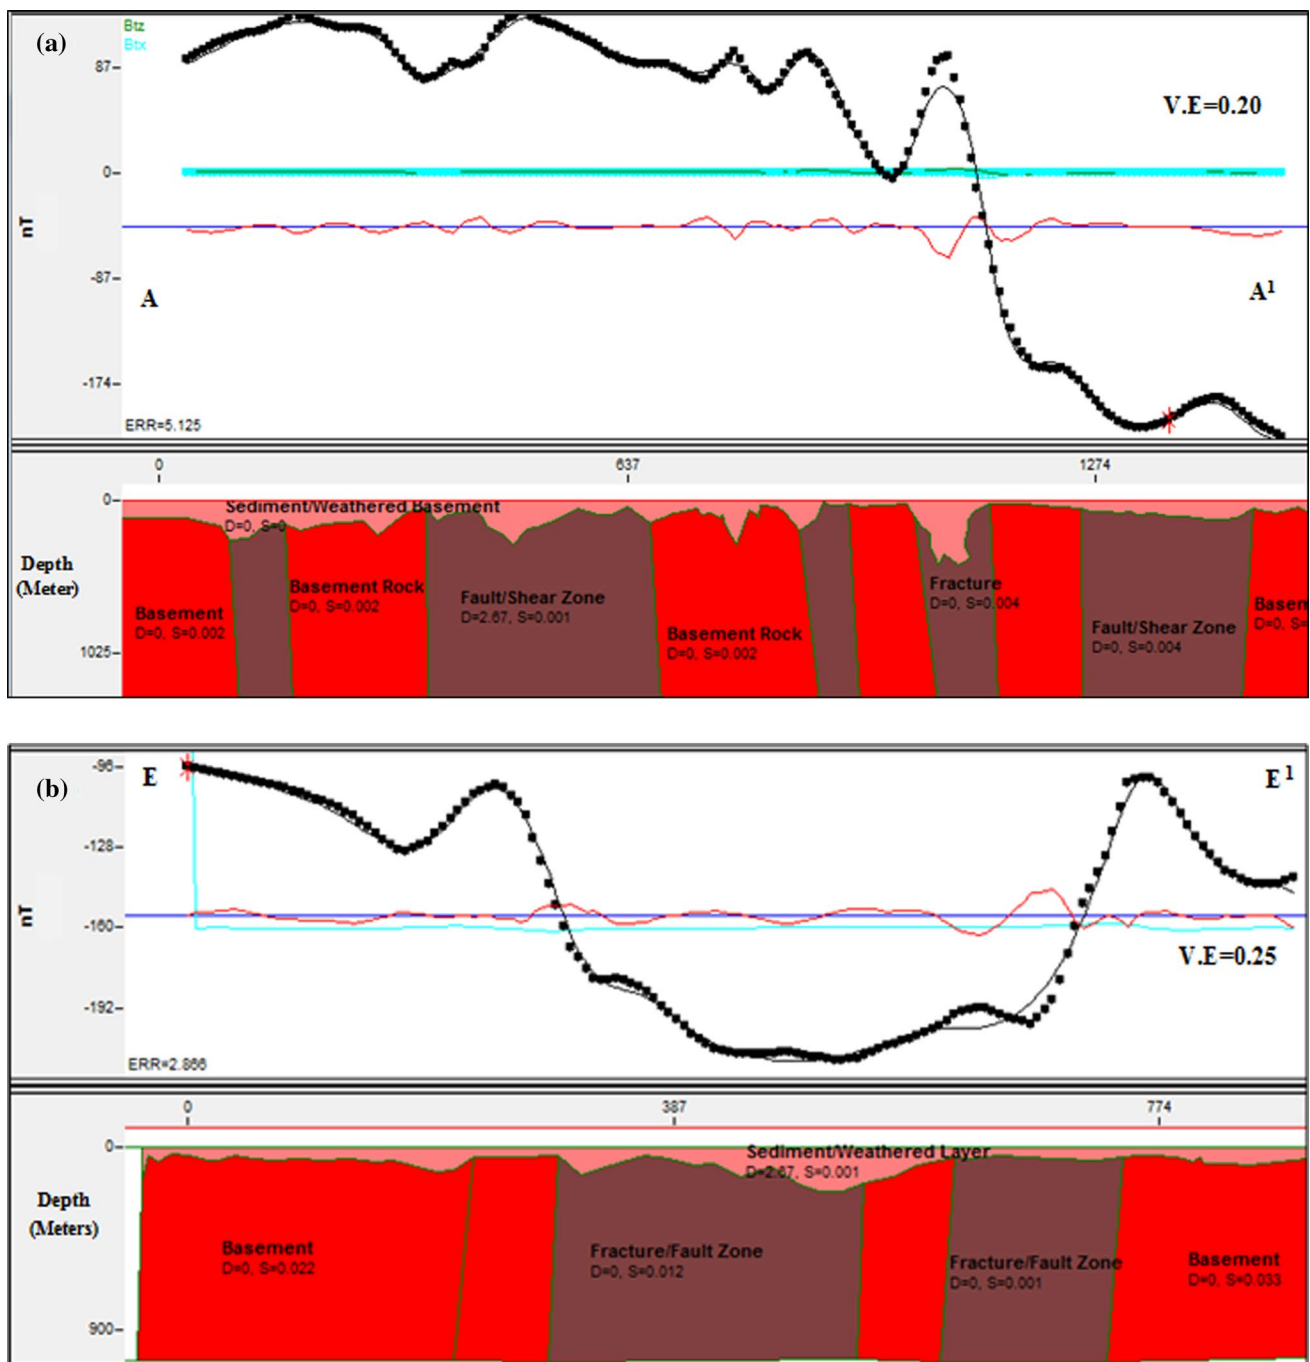 (a)
Btz
Btx
87
V.E=0.20
0
nT
-87
A
A1
-174
ERR=5.125
0 637 1274
0
Sediment/Weathered Basement
D=0, S=0
Depth
(Meter)
Basement
D=0, S=0.002
Basement Rock
D=0, S=0.002
Fault/Shear Zone
D=2.67, S=0.001
Basement Rock
D=0, S=0.002
Fracture
D=0, S=0.004
Fault/Shear Zone
D=0, S=0.004
Basem
D=0, S=
1025
(b)
-96
E
E1
-128
nT
-160
V.E=0.25
-192
ERR=2.866
0 387 774
0
Sediment/Weathered Layer
D=2.67, S=0.001
Depth
(Meters)
Basement
D=0, S=0.022
Fracture/Fault Zone
D=0, S=0.012
Fracture/Fault Zone
D=0, S=0.001
Basement
D=0, S=0.033
900